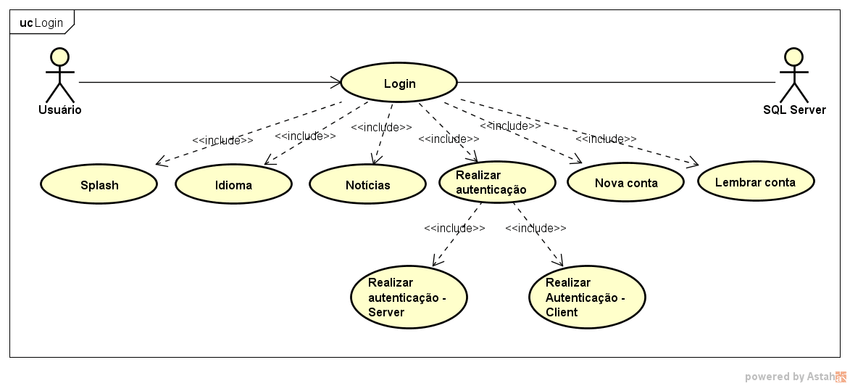 uc Login
Usuário
Login
SQL Server
<<include>>
<<include>>
<<include>>
<<include>>
<<include>>
<<include>>
Splash
Idioma
Notícias
Realizar
autenticação
Nova conta
Lembrar conta
<<include>>
<<include>>
Realizar
autenticação -
Server
Realizar
Autenticação -
Client
powered by Astah